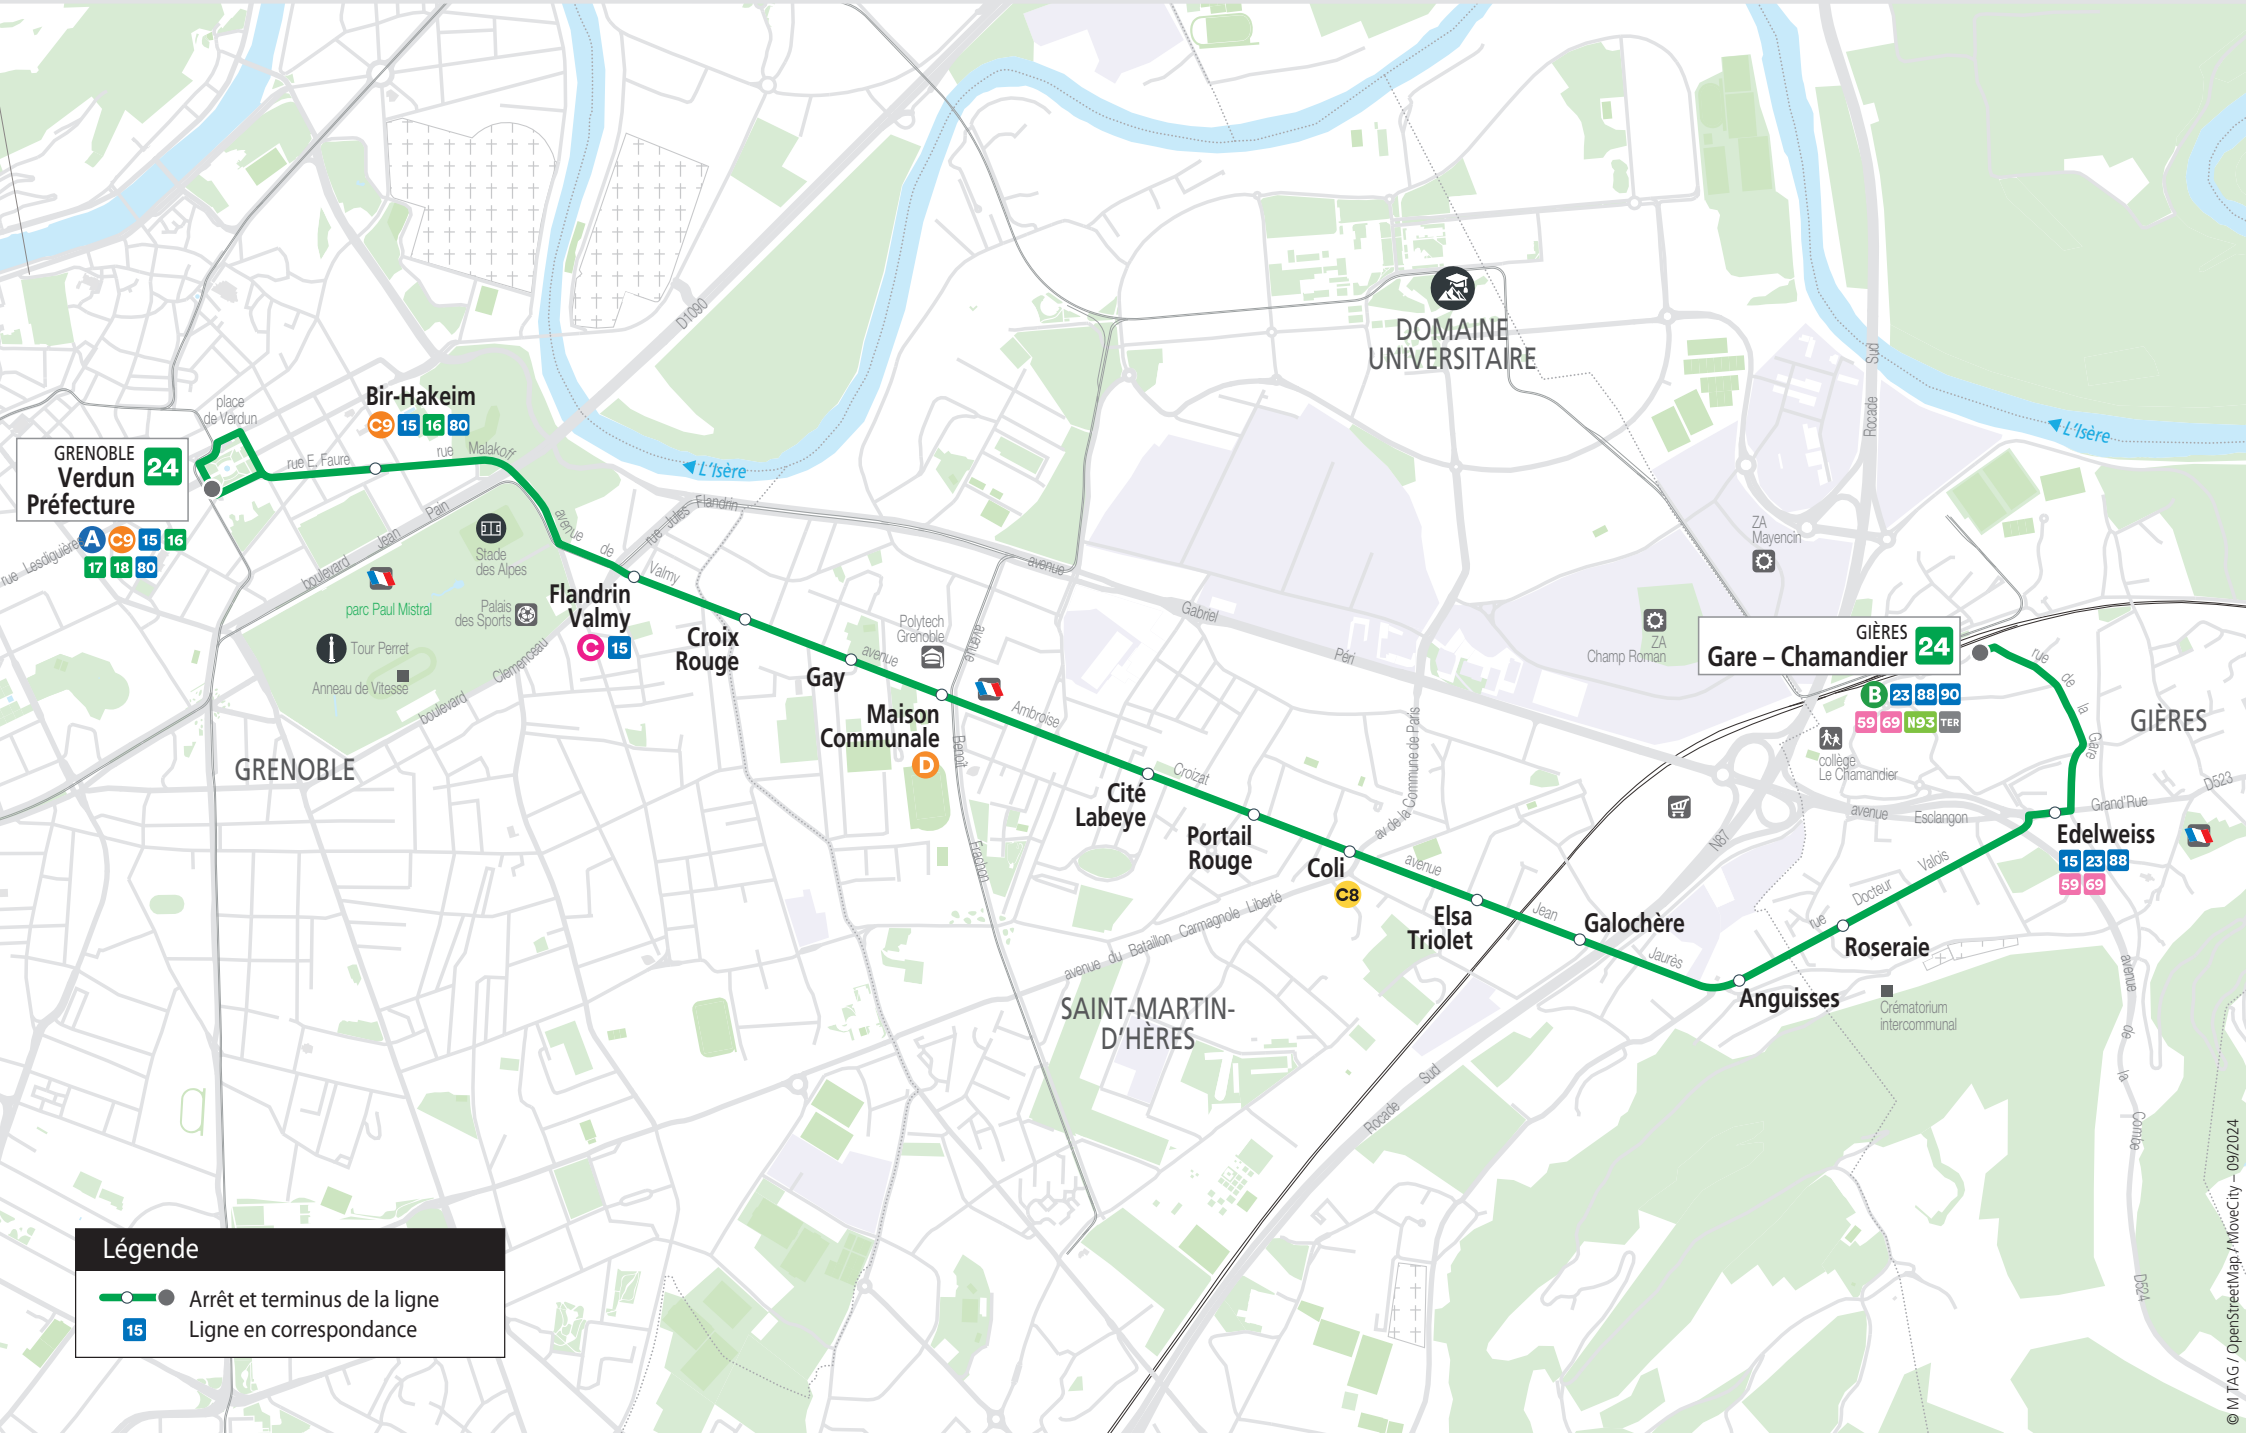 D1090
DOMAINE
UNIVERSITAIRE
Rocade
Sud
L'Isère
place
de Verdun
Bir-Hakeim
C9 15 16 80
GRENOBLE
Verdun
Préfecture
24
A C9 15 16
17 18 80
rue Lesdiguières
rue E. Faure
rue Malakoff
boulevard Jean Pain
L'Isère
Stade
des Alpes
parc Paul Mistral
Palais
des Sports
Tour Perret
Anneau de Vitesse
boulevard Clemenceau
GRENOBLE
avenue de Valmy
rue Jules Flandrin
Flandrin
Valmy
C 15
Croix
Rouge
Gay
Polytech
Grenoble
avenue
Ambroise
Croizat
Maison
Communale
D
avenue
Benoît
Frachon
avenue
Gabriel
Péri
Cité
Labeye
Portail
Rouge
Coli
C8
av de la Commune de Paris
avenue du Bataillon Carmagnole Liberté
SAINT-MARTIN-
D'HÈRES
avenue
Jean
Jaurès
Elsa
Triolet
Galochère
Anguisses
Roseraie
rue Docteur Valois
Crématorium
intercommunal
Rocade
Sud
N87
ZA
Mayencin
ZA
Champ Roman
GIÈRES
Gare – Chamandier
24
B 23 88 90
59 69 N93 TER
collège
Le Chamandier
rue
de
la
Gare
GIÈRES
D523
Grand'Rue
avenue Esclangon
Edelweiss
15 23 88
59 69
avenue
de
la
Combe
D524
Légende
Arrêt et terminus de la ligne
15
Ligne en correspondance
© M TAG / OpenStreetMap / MoveCity – 09/2024